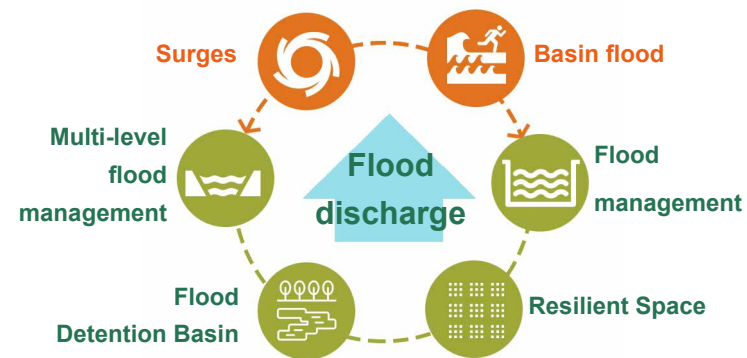 Surges
Basin flood
Multi-level
flood
management
Flood
discharge
Flood
management
Flood
Detention Basin
Resilient Space